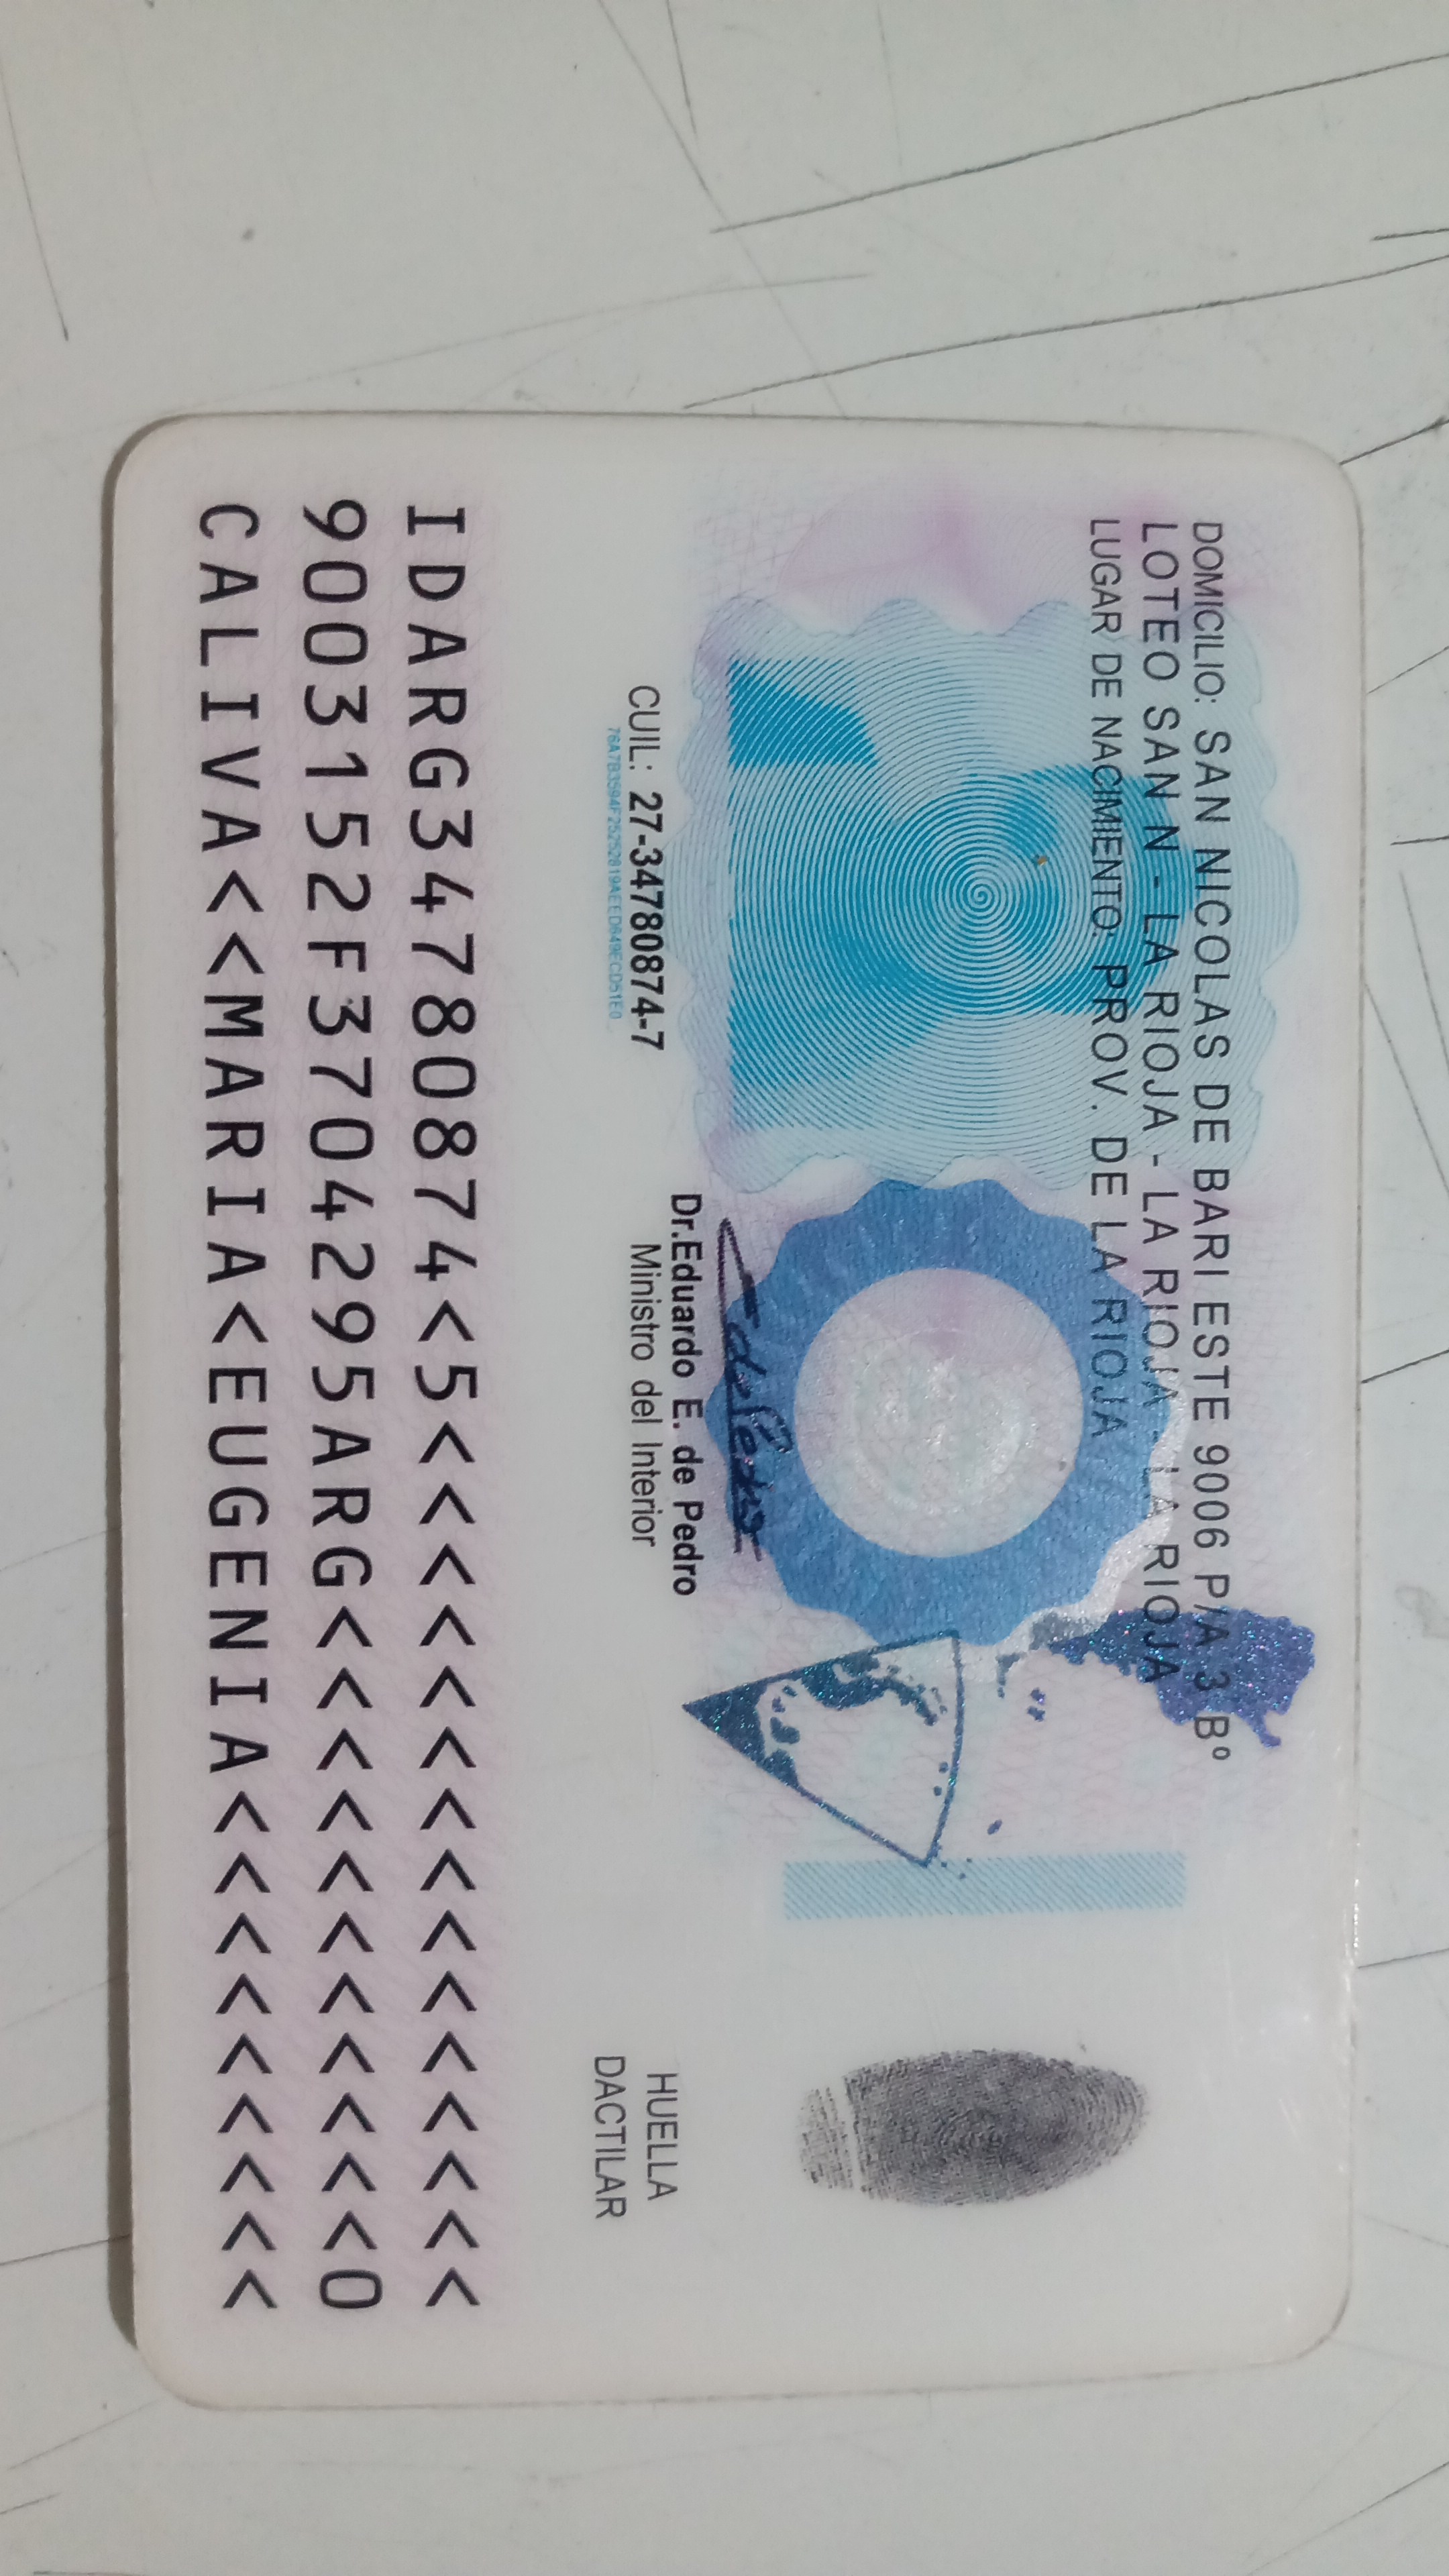 DOMICILIO: SAN NICOLAS DE BARI ESTE 9006 P/A 3 Bº
LOTEO SAN N - LA RIOJA - LA RIOJA - LA RIOJA
LUGAR DE NACIMIENTO: PROV. DE LA RIOJA
Dr.Eduardo E. de Pedro
Ministro del Interior
CUIL: 27-34780874-7
HUELLA
DACTILAR
IDARG34780874<5<<<<<<<<<<<<<<<
9003152F3704295ARG<<<<<<<<<<<0
CALIVA<<MARIA<EUGENIA<<<<<<<<<